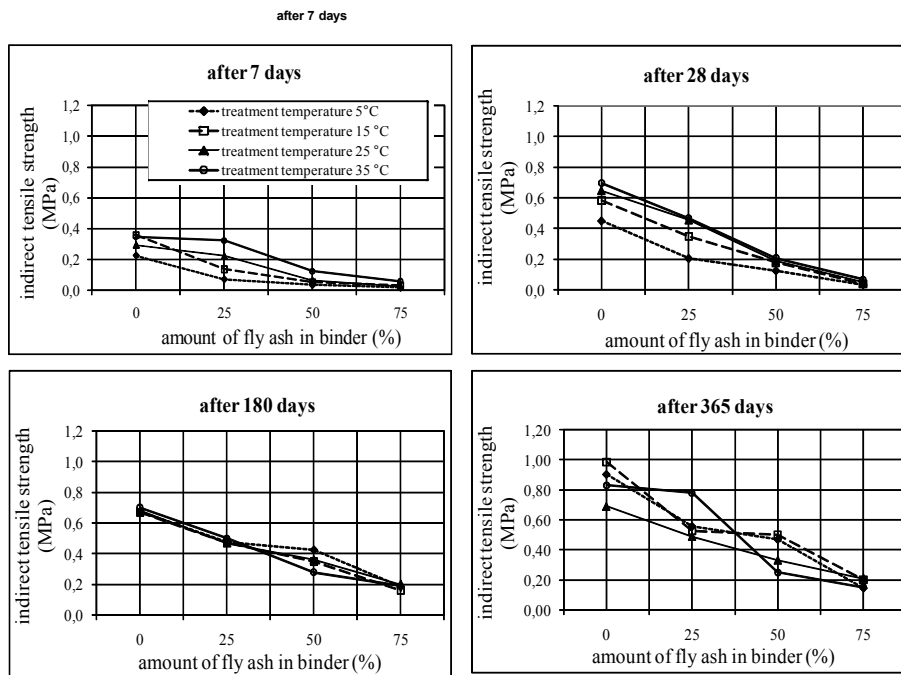 after 7 days
after 7 days
indirect tensile strength
(MPa)
1,2
1,0
0,8
0,6
0,4
0,2
0,0
treatment temperature 5°C
treatment temperature 15 °C
treatment temperature 25 °C
treatment temperature 35 °C
0 25 50 75
amount of fly ash in binder (%)
after 28 days
indirect tensile strength
(MPa)
1,2
1,0
0,8
0,6
0,4
0,2
0,0
0 25 50 75
amount of fly ash in binder (%)
after 180 days
indirect tensile strength
(MPa)
1,2
1,0
0,8
0,6
0,4
0,2
0,0
0 25 50 75
amount of fly ash in binder (%)
after 365 days
indirect tensile strength
(MPa)
1,20
1,00
0,80
0,60
0,40
0,20
0,00
0 25 50 75
amount of fly ash in binder (%)